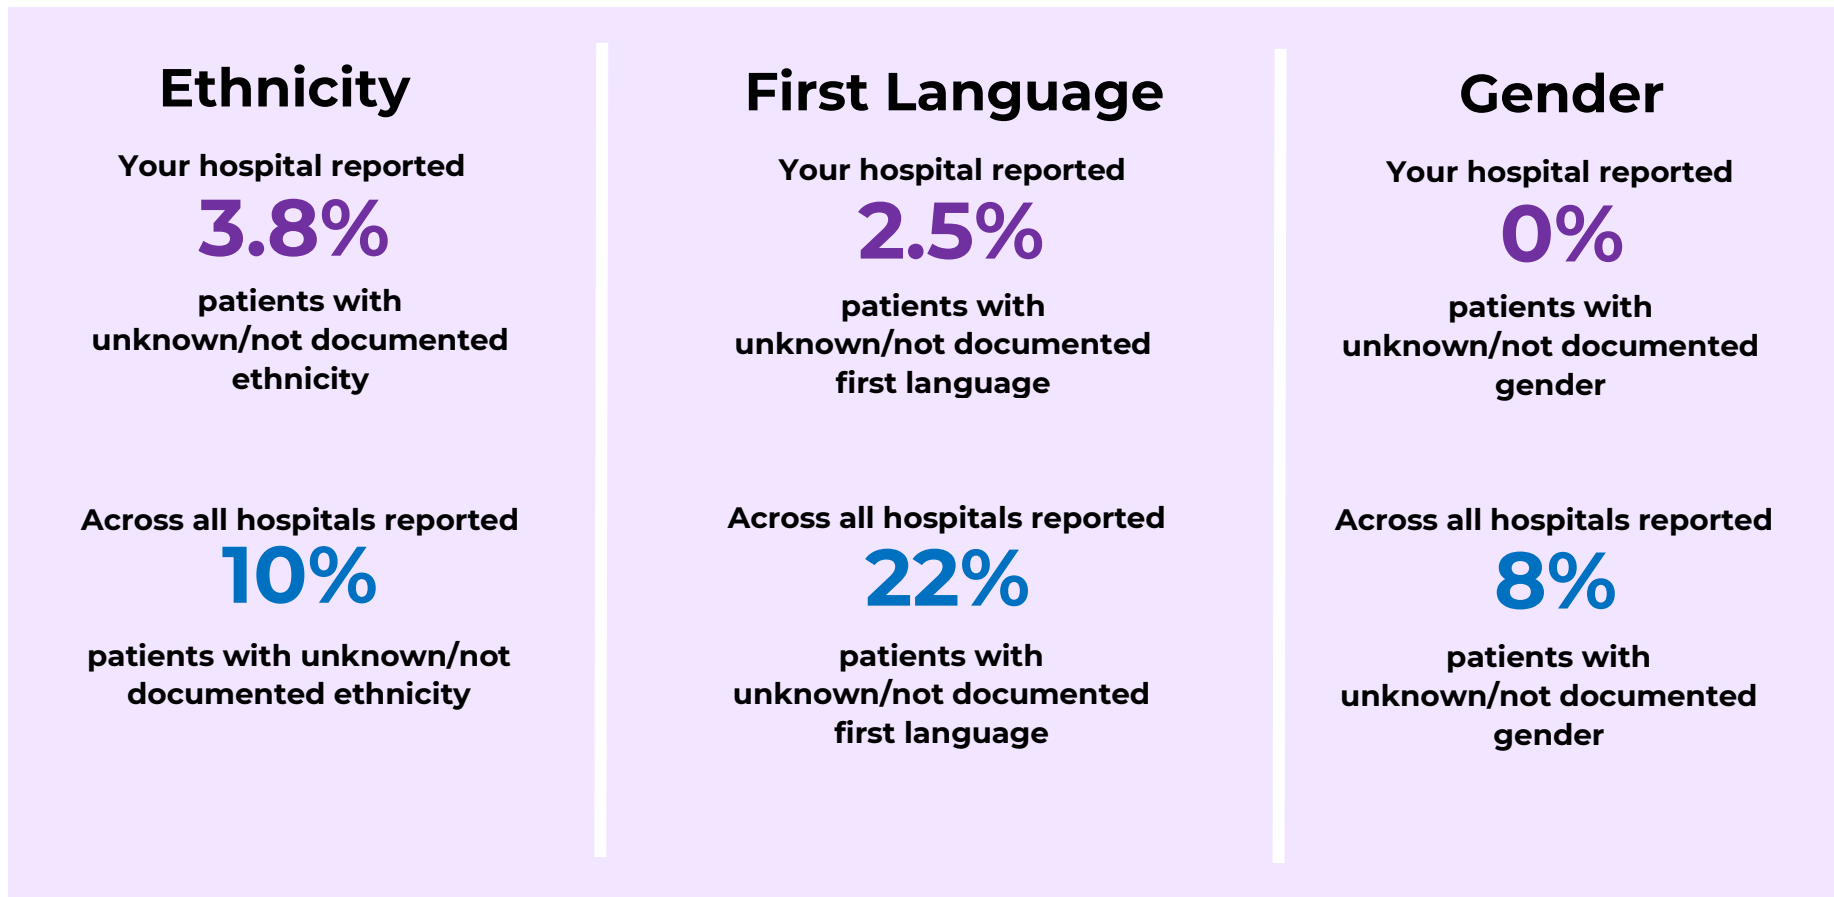 Ethnicity
Your hospital reported
3.8%
patients with
unknown/not documented
ethnicity
Across all hospitals reported
10%
patients with unknown/not
documented ethnicity
First Language
Your hospital reported
2.5%
patients with
unknown/not documented
first language
Across all hospitals reported
22%
patients with
unknown/not documented
first language
Gender
Your hospital reported
0%
patients with
unknown/not documented
gender
Across all hospitals reported
8%
patients with
unknown/not documented
gender